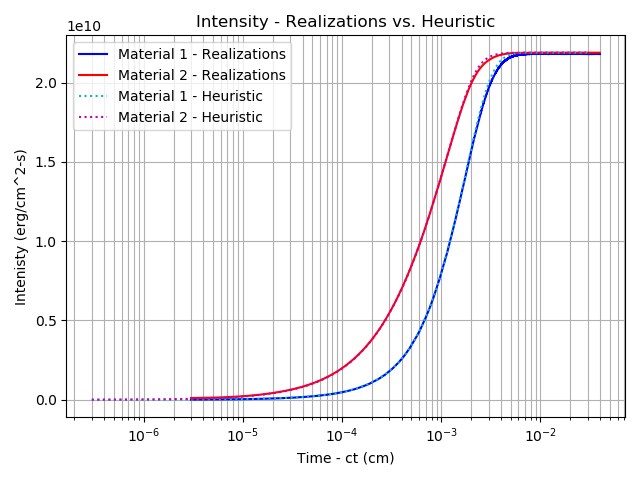 Intensity - Realizations vs. Heuristic
1e10
Material 1 - Realizations
Material 2 - Realizations
Material 1 - Heuristic
Material 2 - Heuristic
2.0
1.5
1.0
0.5
0.0
Intenisty (erg/cm^2-s)
10⁻⁶ 10⁻⁵ 10⁻⁴ 10⁻³ 10⁻²
Time - ct (cm)